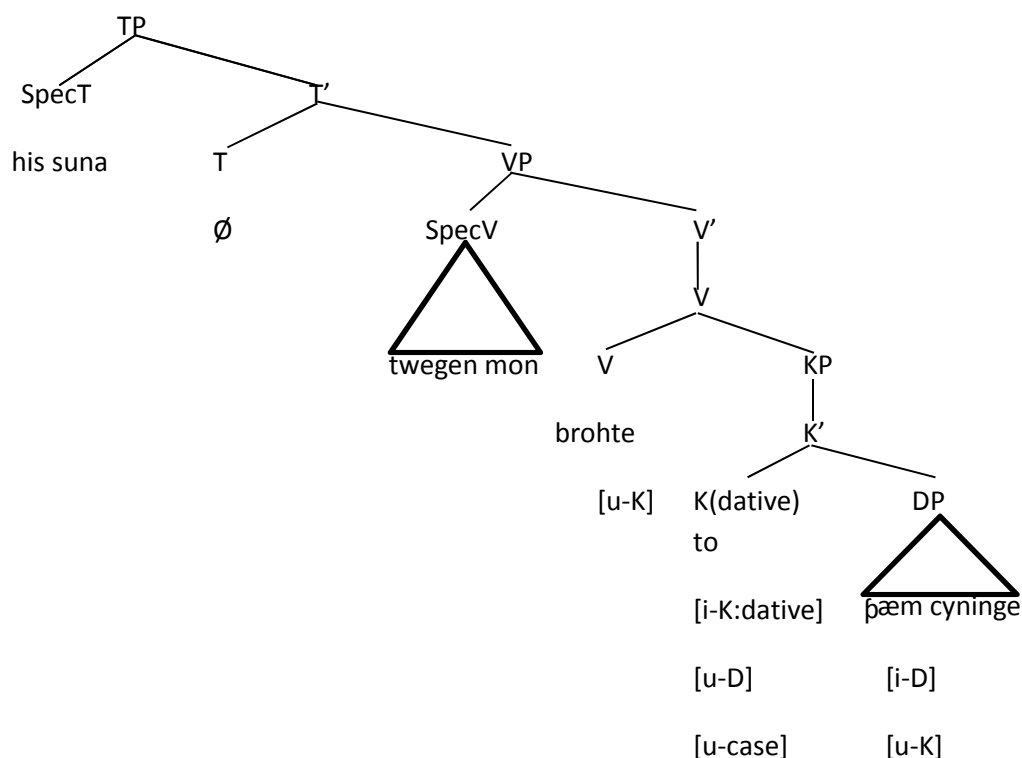 TP
SpecT T’
his suna T VP
Ø SpecV V’
V
twegen mon V KP
brohte K’
[u-K] K(dative) DP
to
[i-K:dative] þæm cyninge
[u-D] [i-D]
[u-case] [u-K]